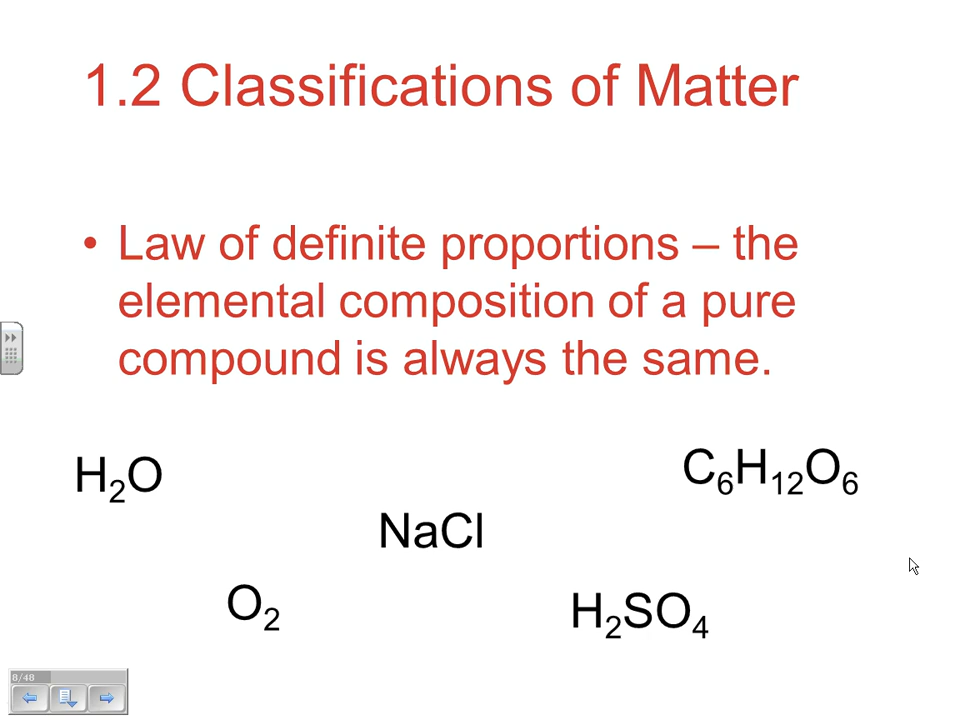 1.2 Classifications of Matter
• Law of definite proportions – the
elemental composition of a pure
compound is always the same.
H₂O
C₆H₁₂O₆
NaCl
O₂
H₂SO₄
8/48